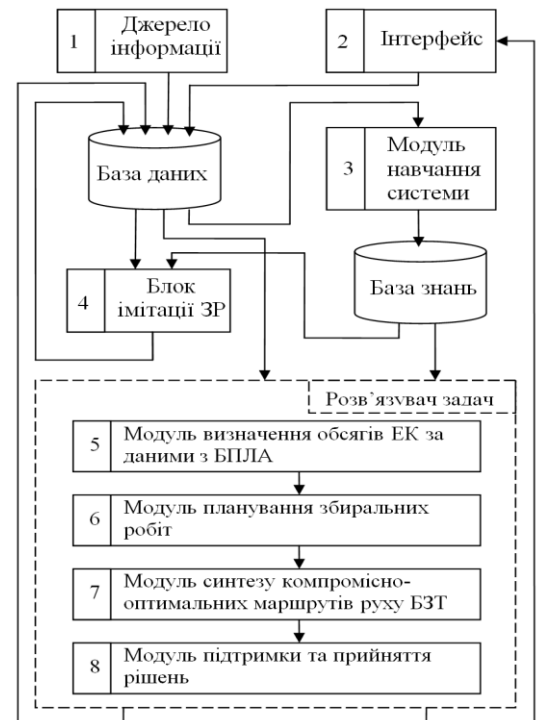 1
Джерело
інформації
2
Інтерфейс
База даних
3
Модуль
навчання
системи
4
Блок
імітації ЗР
База знань
Розв’язувач задач
5
Модуль визначення обсягів ЕК за
даними з БПЛА
6
Модуль планування збиральних
робіт
7
Модуль синтезу компромісно-
оптимальних маршрутів руху БЗТ
8
Модуль підтримки та прийняття
рішень